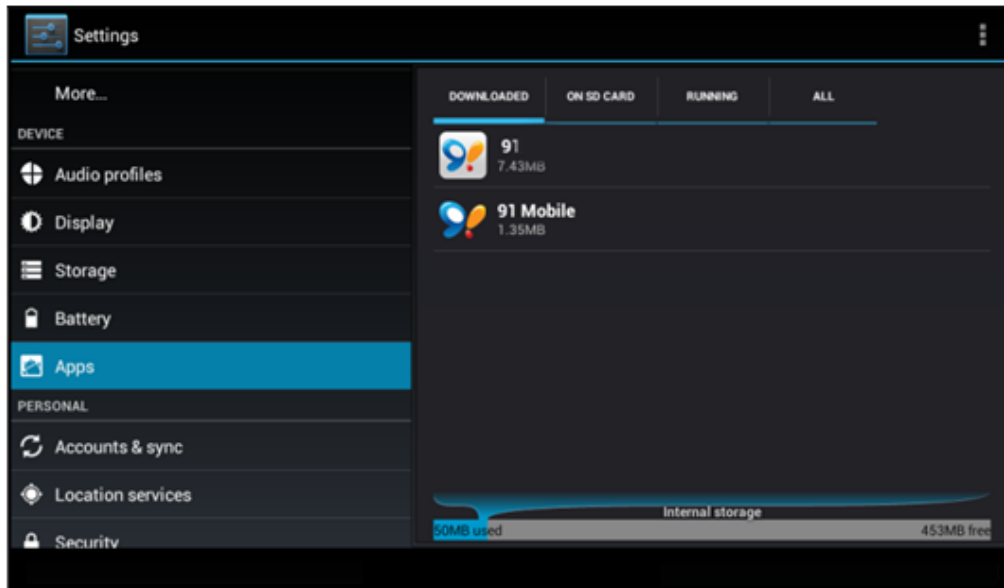 Settings
More...
DEVICE
Audio profiles
Display
Storage
Battery
Apps
PERSONAL
Accounts & sync
Location services
Security
DOWNLOADED ON SD CARD RUNNING ALL
91
7.43MB
91 Mobile
1.35MB
Internal storage
50MB used 453MB free